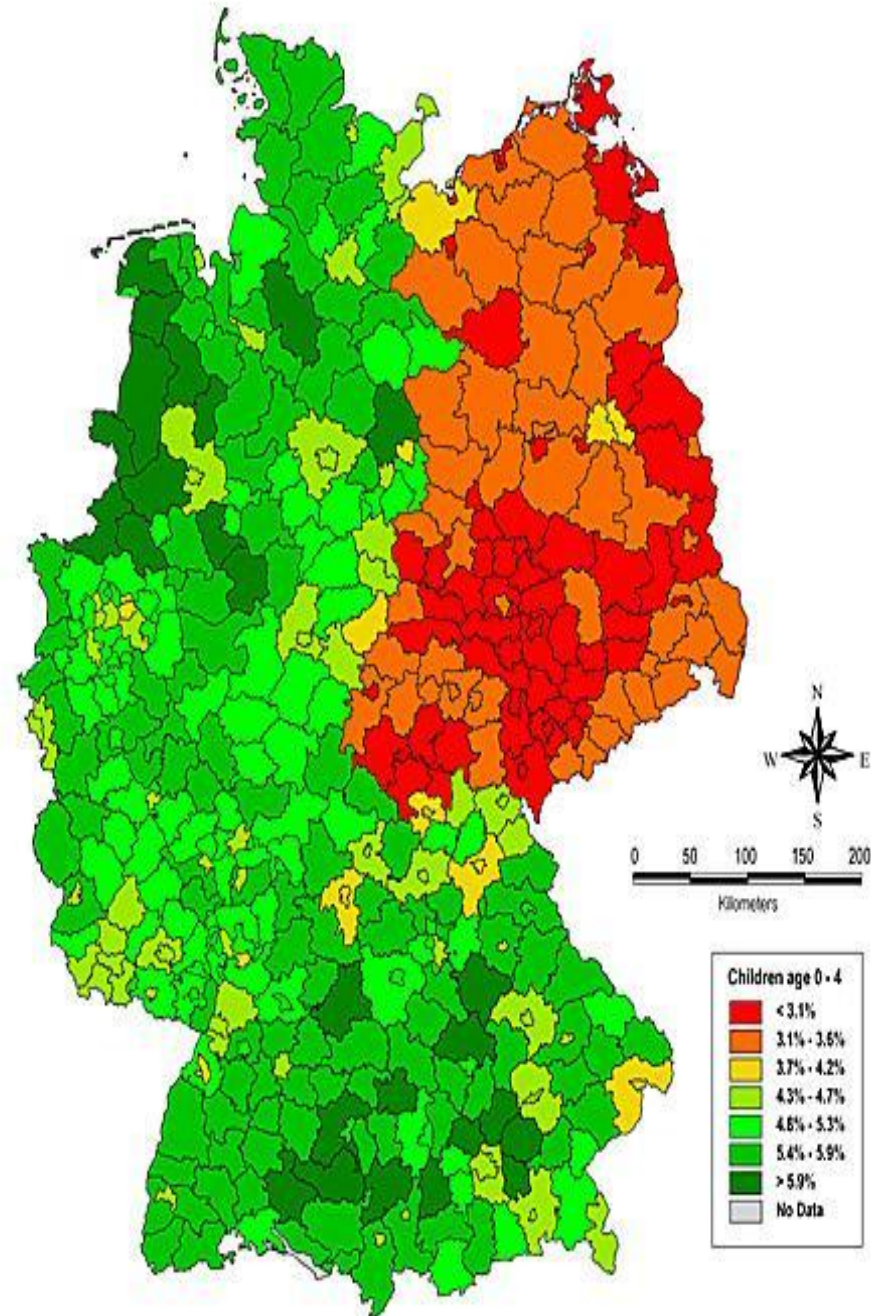 N
W E
S
0 50 100 150 200
Kilometers
Children age 0 - 4
< 3.1%
3.1% - 3.6%
3.7% - 4.2%
4.3% - 4.7%
4.8% - 5.3%
5.4% - 5.9%
> 5.9%
No Data